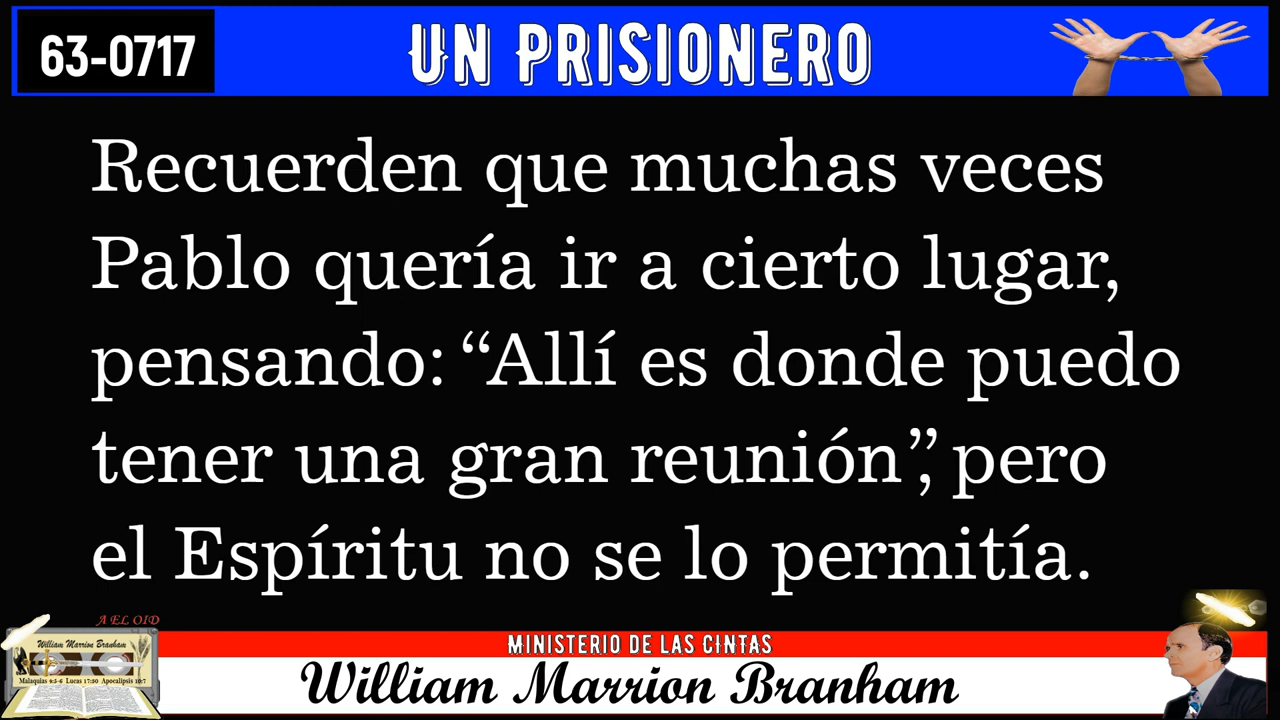 63-0717
UN PRISIONERO
Recuerden que muchas veces
Pablo quería ir a cierto lugar,
pensando: “Allí es donde puedo
tener una gran reunión”, pero
el Espíritu no se lo permitía.
A EL OID
William Marrion Branham
Malaquías 4:5-6 Lucas 17:30 Apocalipsis 10:7
MINISTERIO DE LAS CINTAS
William Marrion Branham